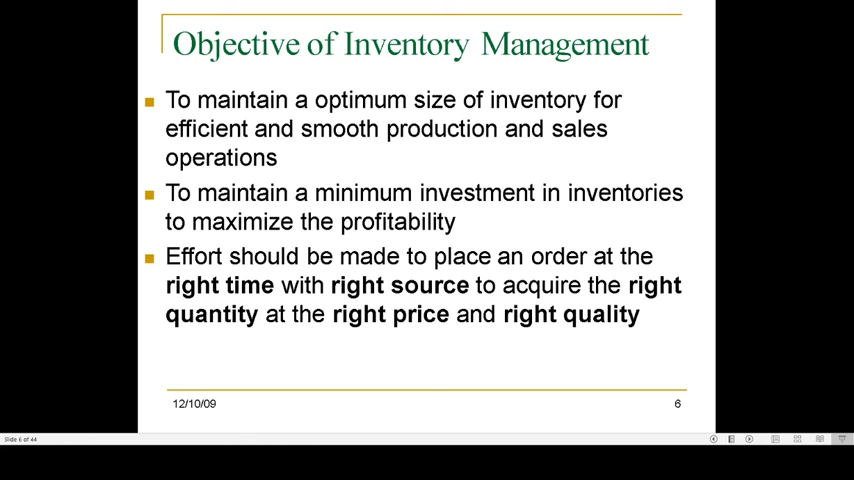 Objective of Inventory Management
To maintain a optimum size of inventory for
efficient and smooth production and sales
operations
To maintain a minimum investment in inventories
to maximize the profitability
Effort should be made to place an order at the
right time with right source to acquire the right
quantity at the right price and right quality
12/10/09
6
Slide 6 of 44